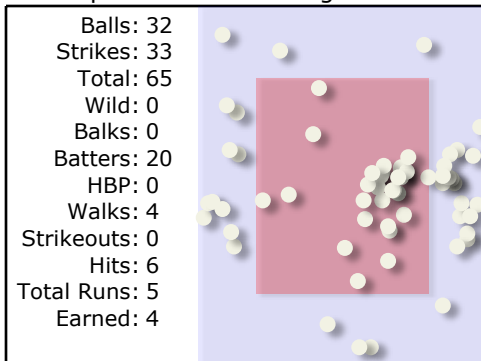 Balls: 32
Strikes: 33
Total: 65
Wild: 0
Balks: 0
Batters: 20
HBP: 0
Walks: 4
Strikeouts: 0
Hits: 6
Total Runs: 5
Earned: 4